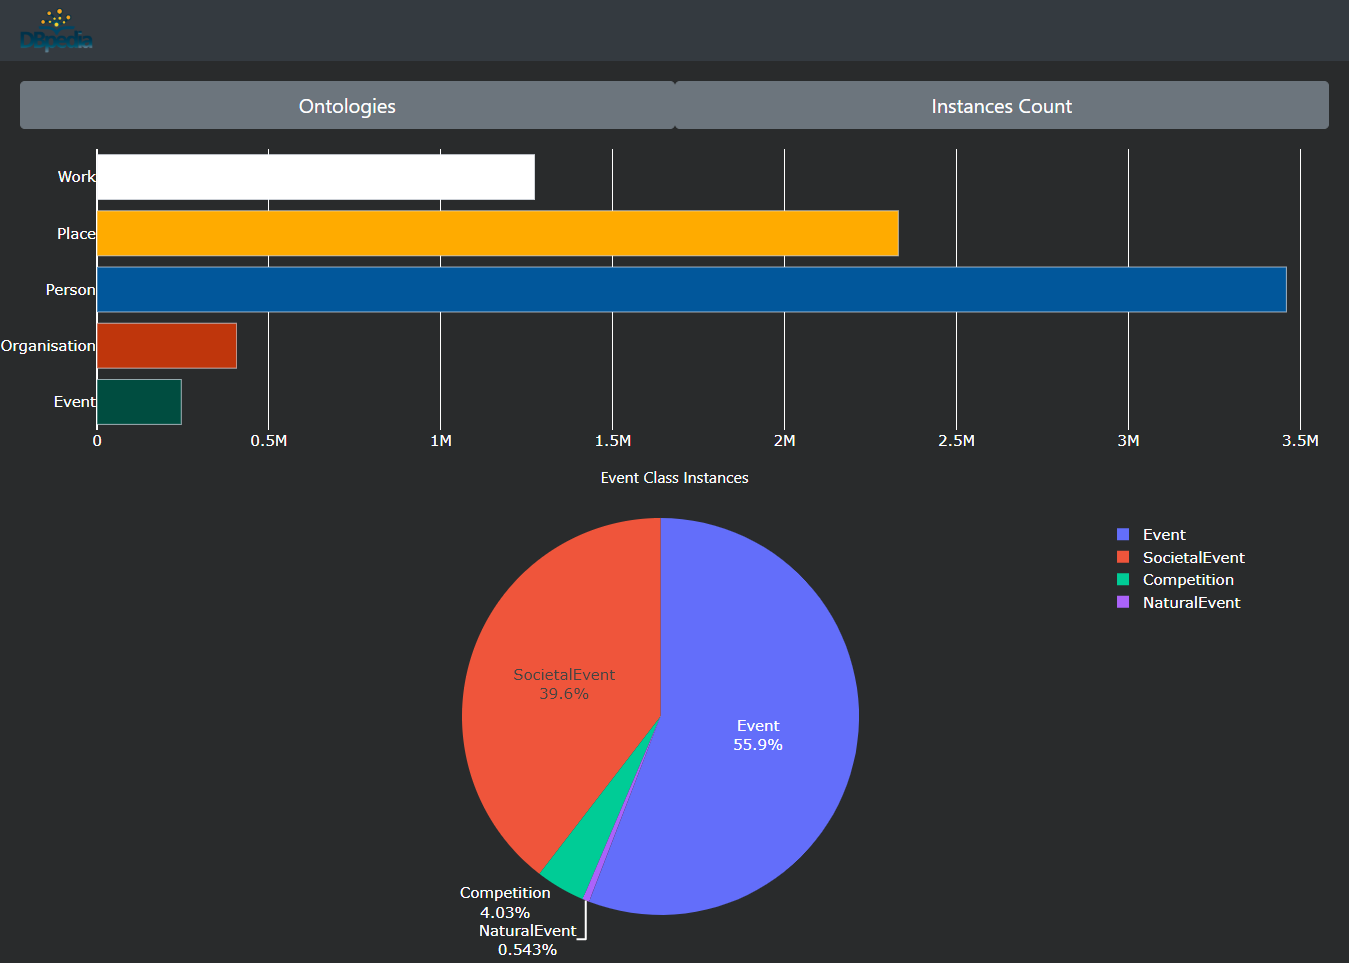 DBpedia
Ontologies
Instances Count
Work
Place
Person
Organisation
Event
0 0.5M 1M 1.5M 2M 2.5M 3M 3.5M
Event Class Instances
Event
SocietalEvent
Competition
NaturalEvent
SocietalEvent
39.6%
Event
55.9%
Competition
4.03%
NaturalEvent
0.543%